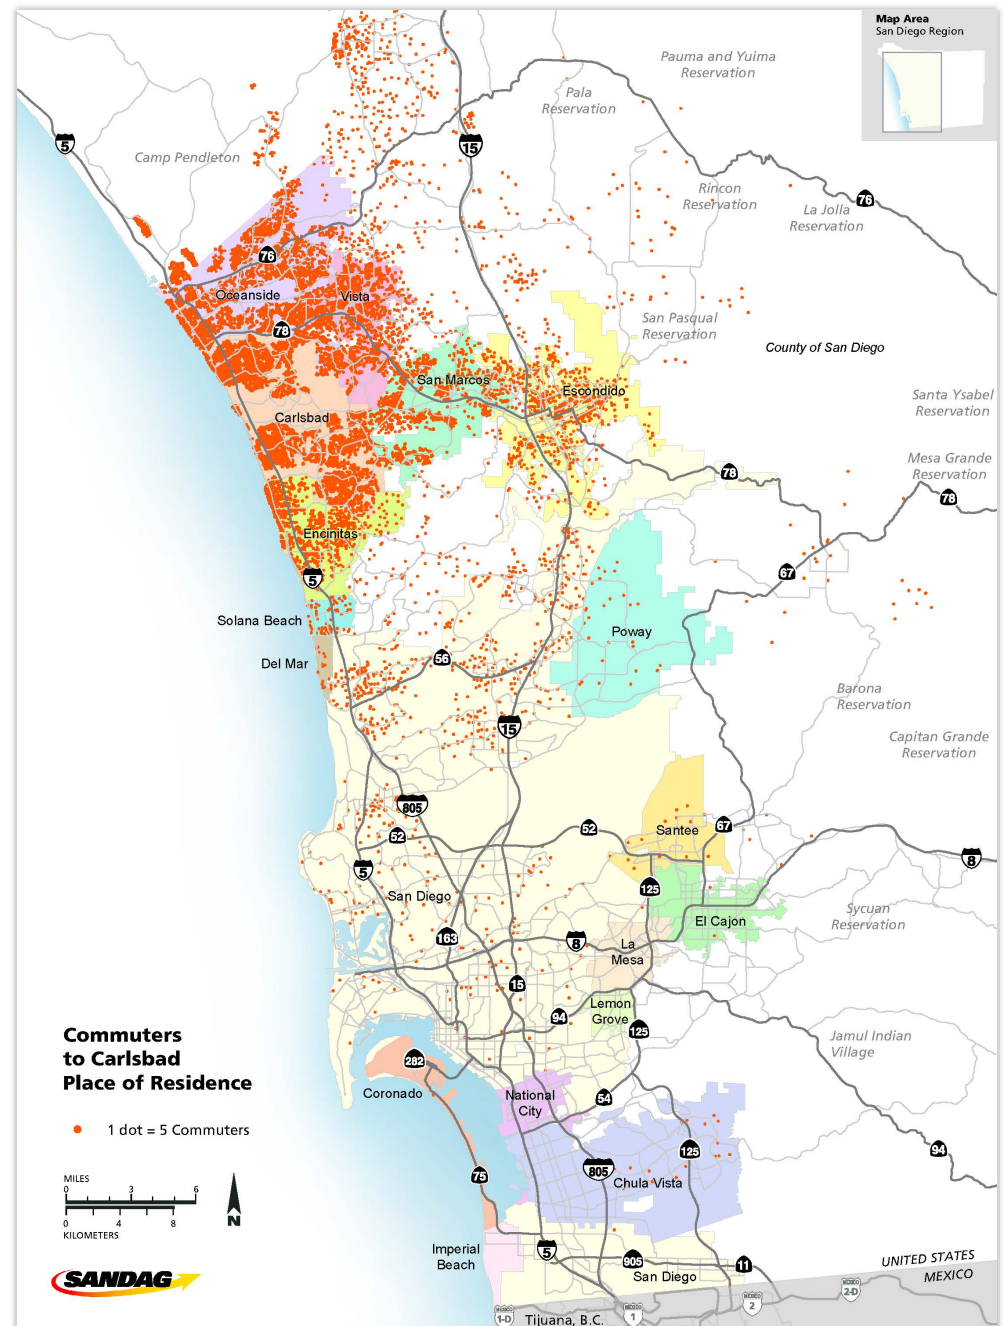 Map Area
San Diego Region
Pauma and Yuima
Reservation
Pala
Reservation
5
15
Camp Pendleton
Rincon
Reservation
76
La Jolla
Reservation
76
Oceanside
Vista
78
San Pasqual
Reservation
County of San Diego
San Marcos
Escondido
Santa Ysabel
Reservation
Carlsbad
Mesa Grande
Reservation
78
78
Encinitas
5
67
Solana Beach
Poway
Del Mar
56
Barona
Reservation
15
Capitan Grande
Reservation
805
52
52
Santee
67
5
8
125
San Diego
El Cajon
Sycuan
Reservation
163
8
La
Mesa
15
Lemon
Grove
94
125
Commuters
to Carlsbad
Place of Residence
Jamul Indian
Village
282
Coronado
National
City
54
1 dot = 5 Commuters
125
94
MILES
0 3 6
0 4 8
KILOMETERS
N
75
805
Chula Vista
Imperial
Beach
5
905
11
San Diego
UNITED STATES
MEXICO
SANDAG
MEXICO
1-D
Tijuana, B.C.
MEXICO
1
MEXICO
2
MEXICO
2-D